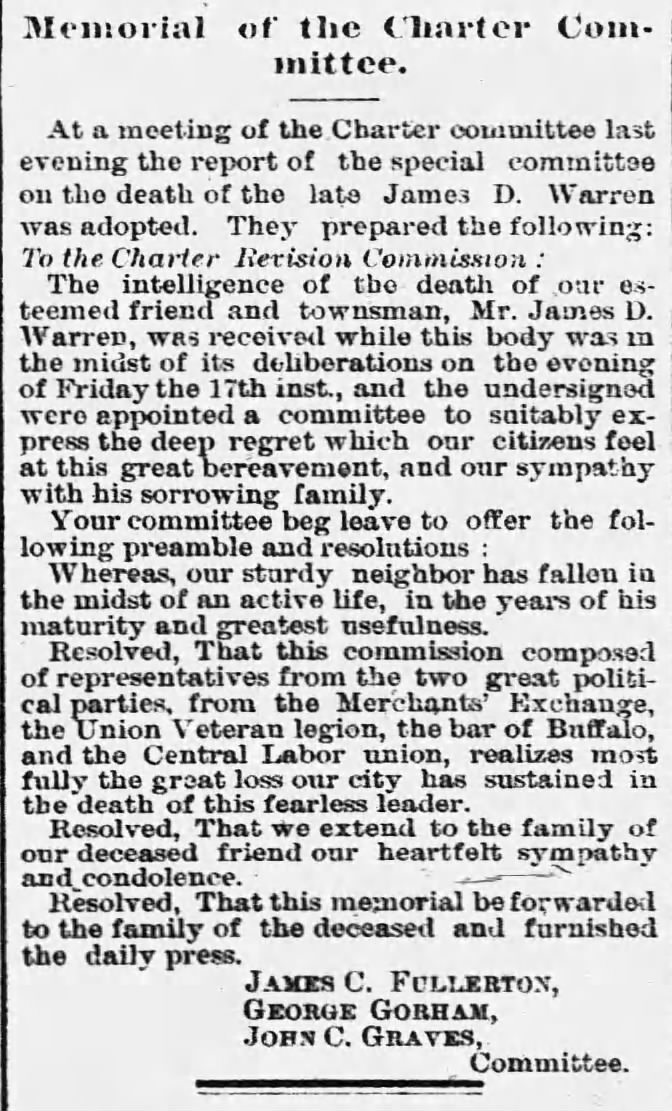 Memorial of the Charter Com-
mittee.
At a meeting of the Charter committee last
evening the report of the special committee
on the death of the late James D. Warren
was adopted. They prepared the following:
To the Charter Revision Commission :
The intelligence of the death of our es-
teemed friend and townsman, Mr. James D.
Warren, was received while this body was in
the midst of its deliberations on the evening
of Friday the 17th inst., and the undersigned
were appointed a committee to suitably ex-
press the deep regret which our citizens feel
at this great bereavement, and our sympathy
with his sorrowing family.
Your committee beg leave to offer the fol-
lowing preamble and resolutions :
Whereas, our sturdy neighbor has fallen in
the midst of an active life, in the years of his
maturity and greatest usefulness.
Resolved, That this commission composed
of representatives from the two great politi-
cal parties, from the Merchants' Exchange,
the Union Veteran legion, the bar of Buffalo,
and the Central Labor union, realizes most
fully the great loss our city has sustained in
the death of this fearless leader.
Resolved, That we extend to the family of
our deceased friend our heartfelt sympathy
and condolence.
Resolved, That this memorial be forwarded
to the family of the deceased and furnished
the daily press.
JAMES C. FULLERTON,
GEORGE GORHAM,
JOHN C. GRAVES,
Committee.